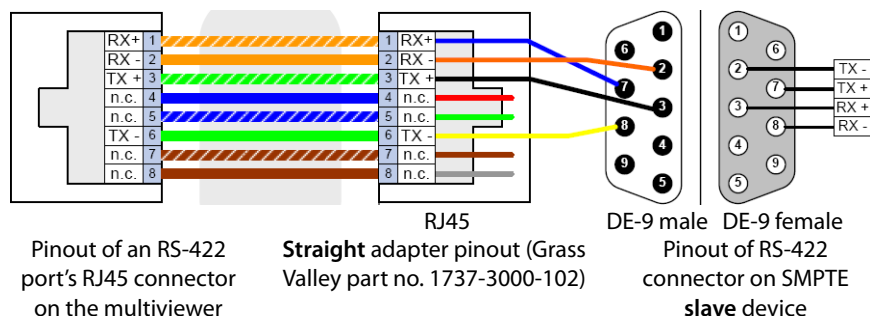 RX+ 1
RX - 2
TX + 3
n.c. 4
n.c. 5
TX - 6
n.c. 7
n.c. 8
1 RX+
2 RX -
3 TX +
4 n.c.
5 n.c.
6 TX -
7 n.c.
8 n.c.
1
6
2
7
3
8
4
9
5
1
6
2
7
3
8
4
9
5
TX -
TX +
RX +
RX -
RJ45
DE-9 male
DE-9 female
Pinout of an RS-422
port's RJ45 connector
on the multiviewer
Straight adapter pinout (Grass
Valley part no. 1737-3000-102)
Pinout of RS-422
connector on SMPTE
slave device